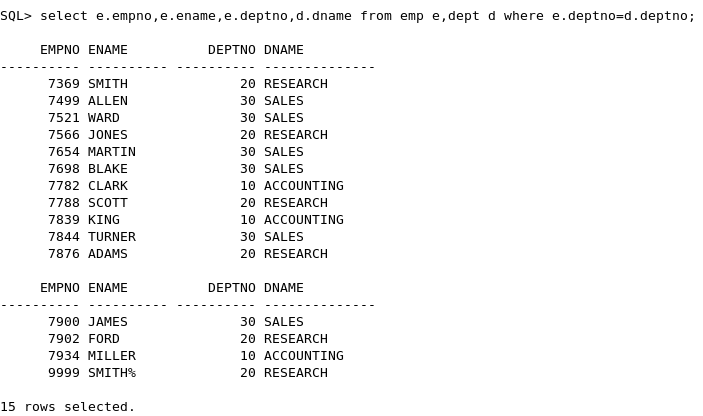 SQL> select e.empno,e.ename,e.deptno,d.dname from emp e,dept d where e.deptno=d.deptno;

     EMPNO ENAME          DEPTNO DNAME
---------- ---------- ---------- --------------
      7369 SMITH              20 RESEARCH
      7499 ALLEN              30 SALES
      7521 WARD               30 SALES
      7566 JONES              20 RESEARCH
      7654 MARTIN             30 SALES
      7698 BLAKE              30 SALES
      7782 CLARK              10 ACCOUNTING
      7788 SCOTT              20 RESEARCH
      7839 KING               10 ACCOUNTING
      7844 TURNER             30 SALES
      7876 ADAMS              20 RESEARCH

     EMPNO ENAME          DEPTNO DNAME
---------- ---------- ---------- --------------
      7900 JAMES              30 SALES
      7902 FORD               20 RESEARCH
      7934 MILLER             10 ACCOUNTING
      9999 SMITH%             20 RESEARCH

15 rows selected.